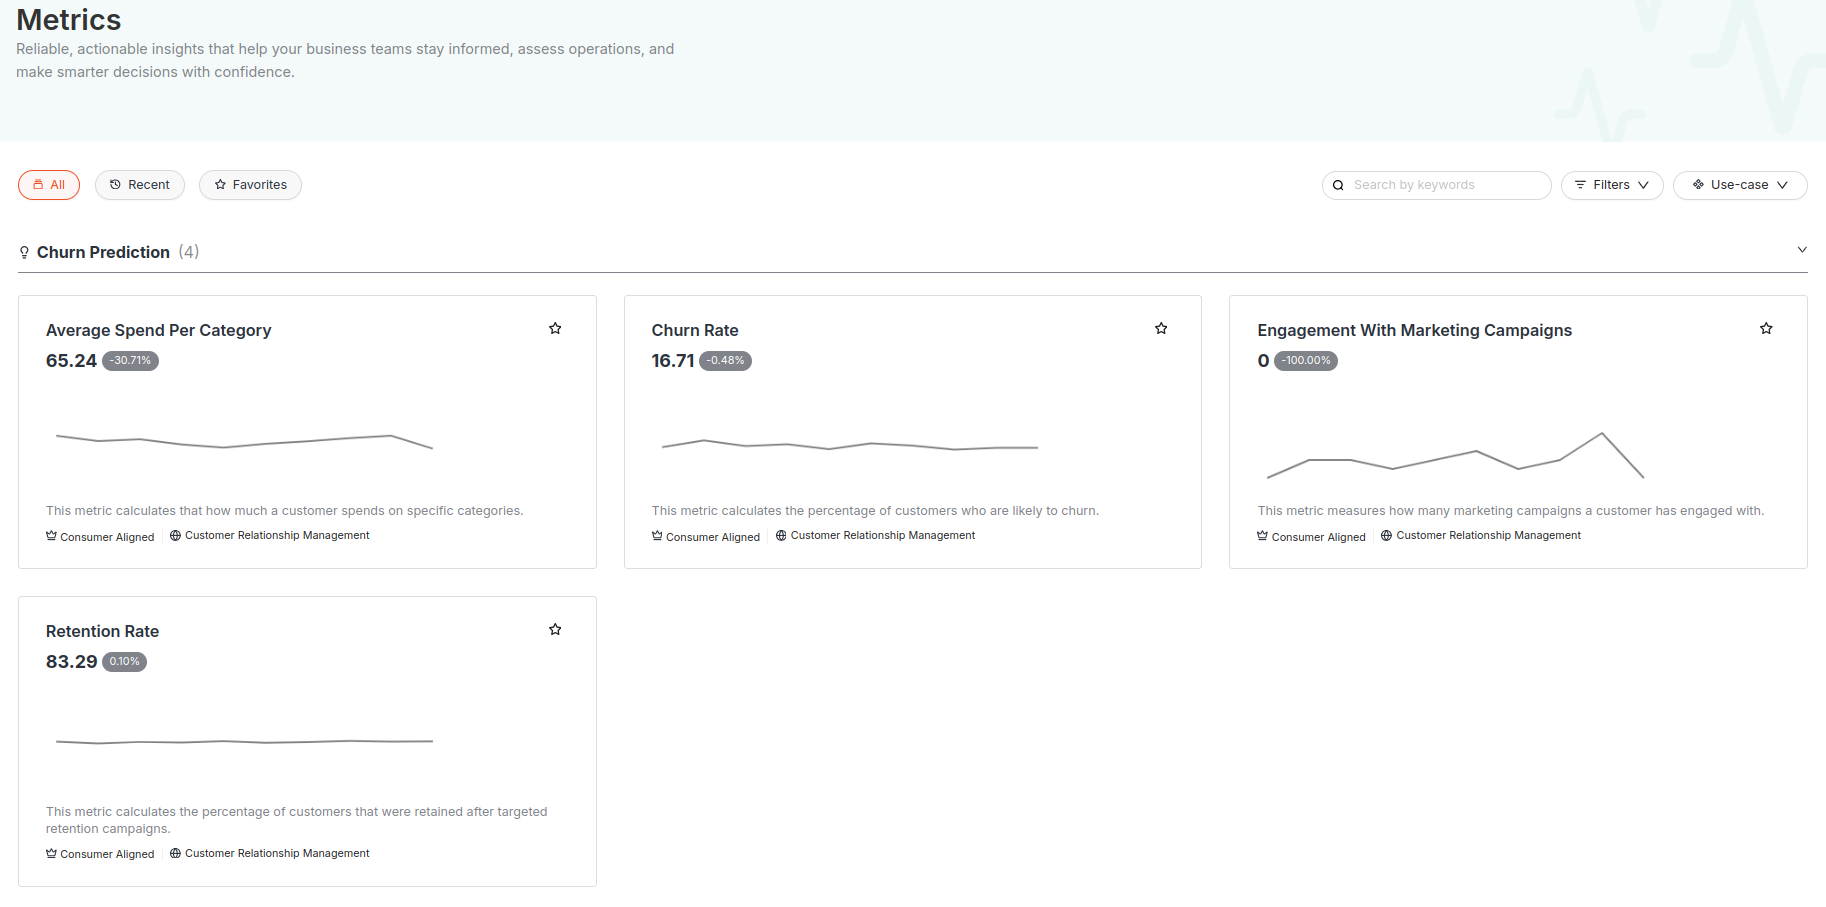 Metrics
Reliable, actionable insights that help your business teams stay informed, assess operations, and
make smarter decisions with confidence.
All
Recent
Favorites
Search by keywords
Filters
Use-case
Churn Prediction (4)
Average Spend Per Category
65.24 -30.71%
This metric calculates that how much a customer spends on specific categories.
Consumer Aligned
Customer Relationship Management
Churn Rate
16.71 -0.48%
This metric calculates the percentage of customers who are likely to churn.
Consumer Aligned
Customer Relationship Management
Engagement With Marketing Campaigns
0 -100.00%
This metric measures how many marketing campaigns a customer has engaged with.
Consumer Aligned
Customer Relationship Management
Retention Rate
83.29 0.10%
This metric calculates the percentage of customers that were retained after targeted
retention campaigns.
Consumer Aligned
Customer Relationship Management